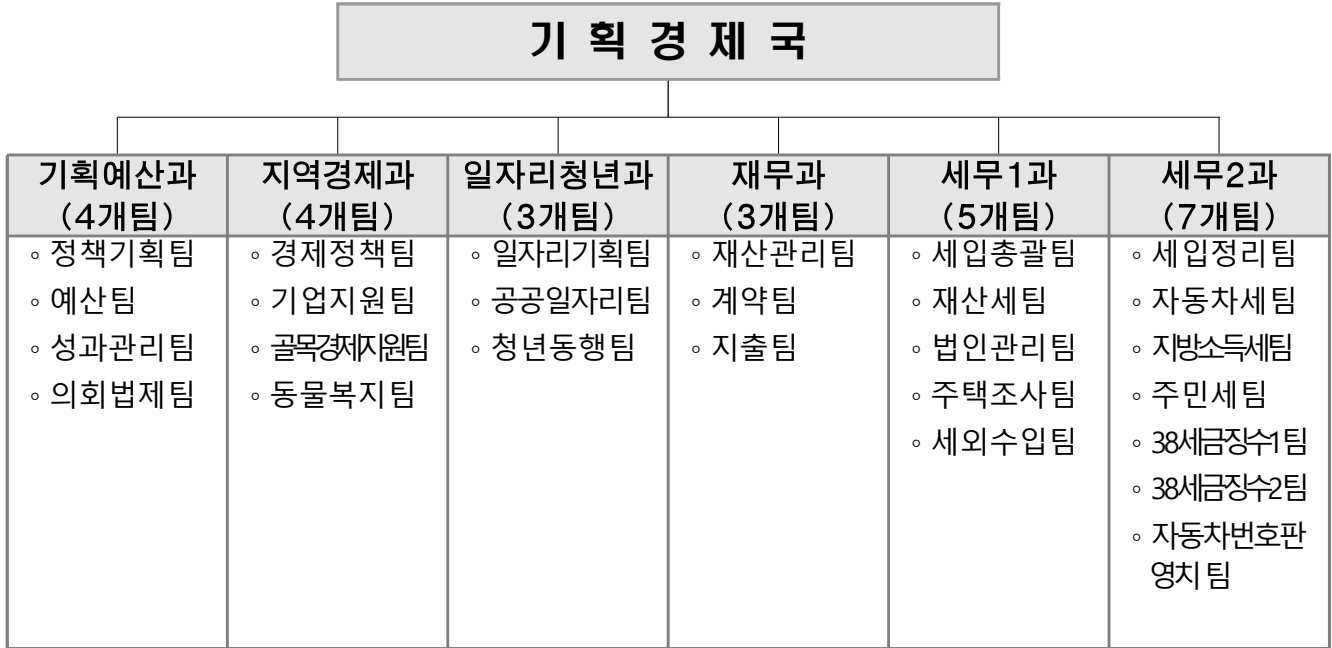 기 획 경 제 국
기획예산과
(4개팀)
◦ 정책기획팀
◦ 예산팀
◦ 성과관리팀
◦ 의회법제팀
지역경제과
(4개팀)
◦ 경제정책팀
◦ 기업지원팀
◦ 골목경제지원팀
◦ 동물복지팀
일자리청년과
(3개팀)
◦ 일자리기획팀
◦ 공공일자리팀
◦ 청년동행팀
재무과
(3개팀)
◦ 재산관리팀
◦ 계약팀
◦ 지출팀
세무1과
(5개팀)
◦ 세입총괄팀
◦ 재산세팀
◦ 법인관리팀
◦ 주택조사팀
◦ 세외수입팀
세무2과
(7개팀)
◦ 세입정리팀
◦ 자동차세팀
◦ 지방소득세팀
◦ 주민세팀
◦ 38세금징수1팀
◦ 38세금징수2팀
◦ 자동차번호판
영치 팀